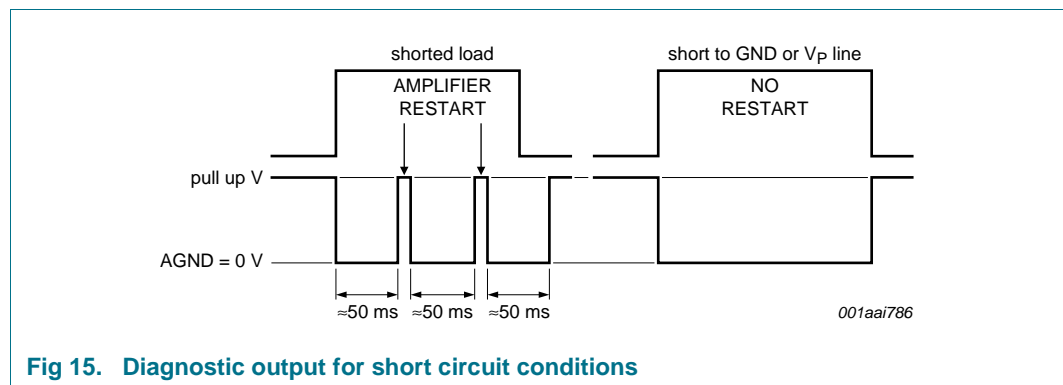 shorted load
short to GND or VP line
AMPLIFIER
RESTART
NO
RESTART
pull up V
AGND = 0 V
≈50 ms ≈50 ms ≈50 ms
001aai786
Fig 15. Diagnostic output for short circuit conditions